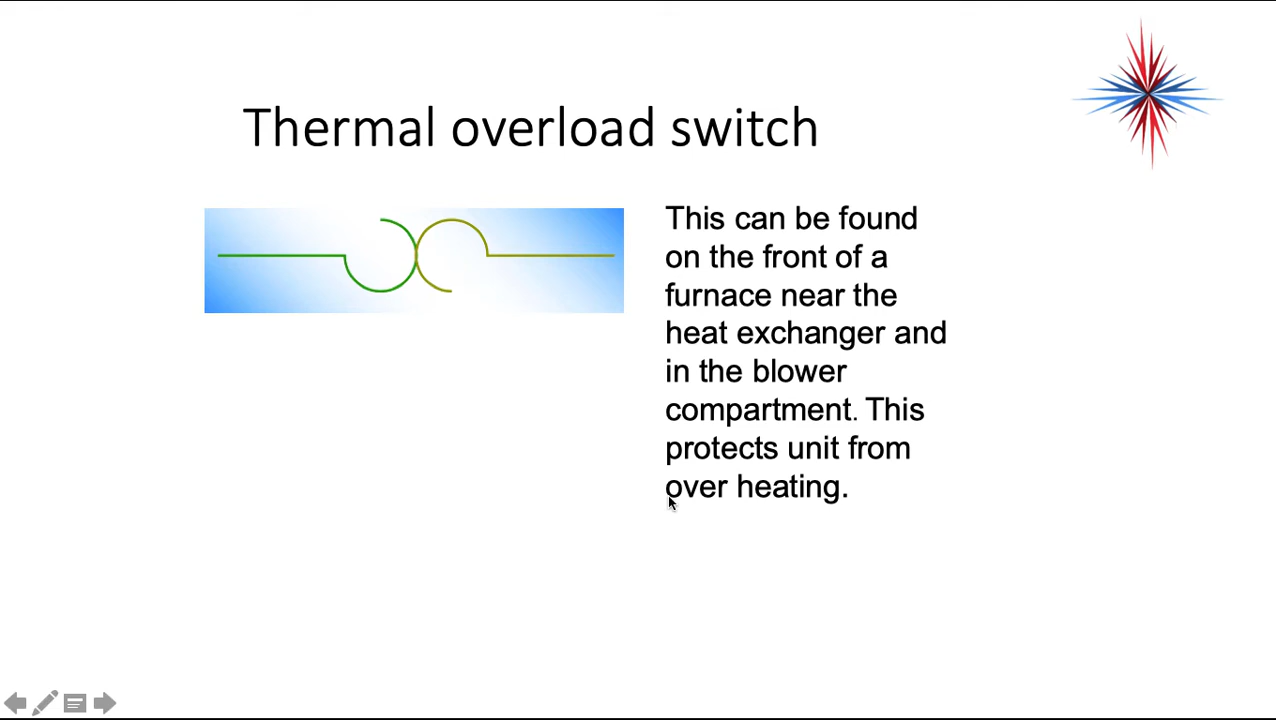 Thermal overload switch
This can be found
on the front of a
furnace near the
heat exchanger and
in the blower
compartment. This
protects unit from
over heating.